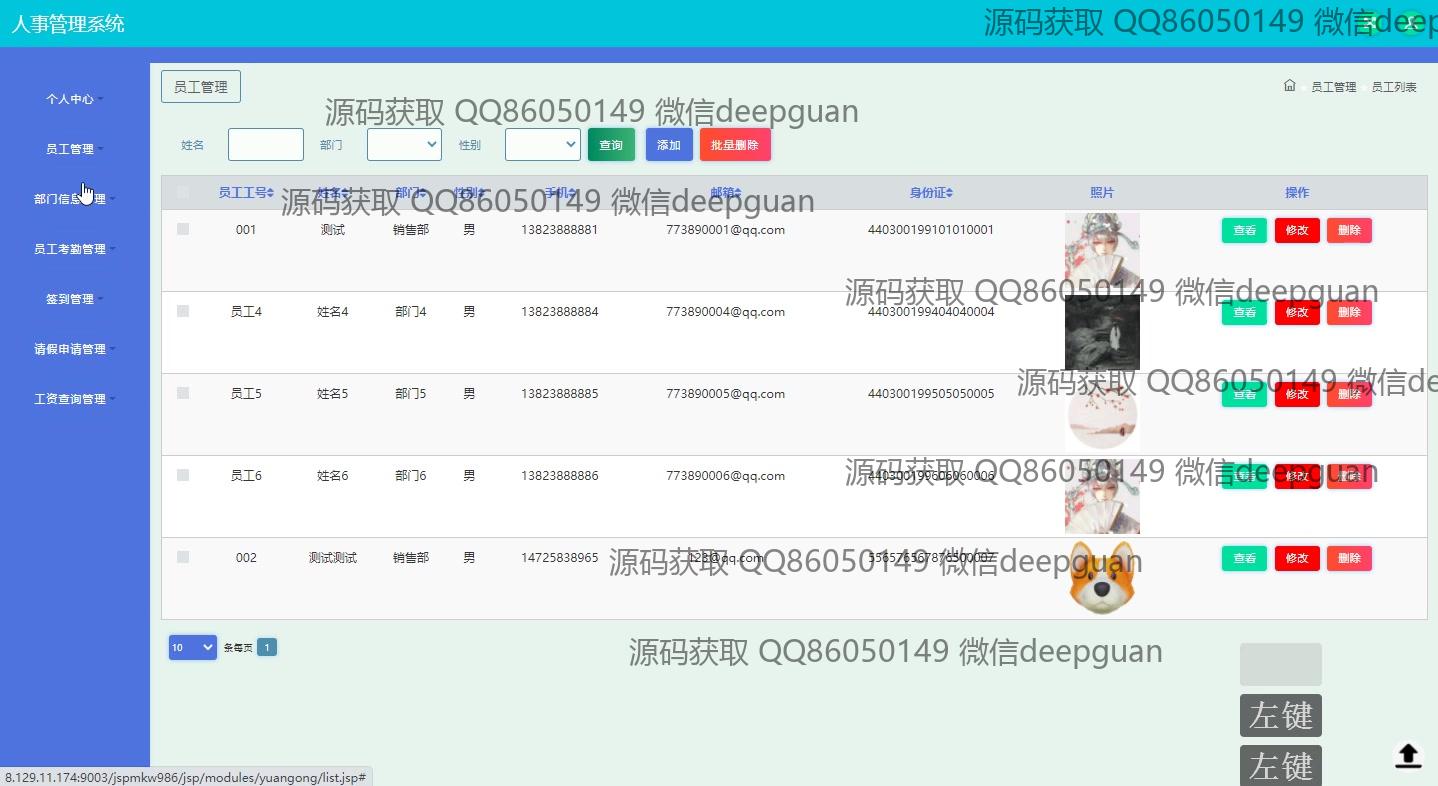 人事管理系统
源码获取 QQ86050149 微信deepguan
个人中心
员工管理
部门信息管理
员工考勤管理
签到管理
请假申请管理
工资查询管理
员工管理
员工管理 员工列表
源码获取 QQ86050149 微信deepguan
姓名 部门 性别 查询 添加 批量删除
员工工号 姓名 部门 性别 手机 邮箱 身份证 照片 操作
源码获取 QQ86050149 微信deepguan
001 测试 销售部 男 13823888881 773890001@qq.com 440300199101010001 查看 修改 删除
源码获取 QQ86050149 微信deepguan
员工4 姓名4 部门4 男 13823888884 773890004@qq.com 440300199404040004 查看 修改 删除
源码获取 QQ86050149 微信de
员工5 姓名5 部门5 男 13823888885 773890005@qq.com 440300199505050005 查看 修改 删除
源码获取 QQ86050149 微信deepguan
员工6 姓名6 部门6 男 13823888886 773890006@qq.com 440300199606060006 查看 修改 删除
源码获取 QQ86050149 微信deepguan
002 测试测试 销售部 男 14725838965 123@qq.com 查看 修改 删除
10 条每页 1
源码获取 QQ86050149 微信deepguan
左键
左键
8.129.11.174:9003/jspmkw986/jsp/modules/yuangong/list.jsp#